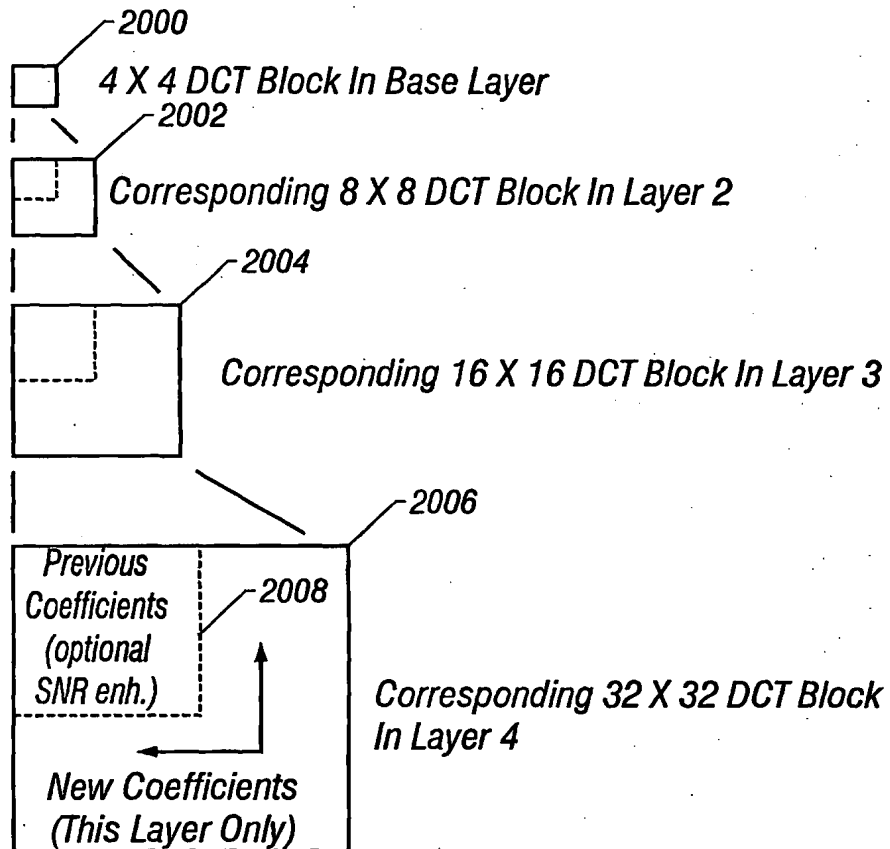 2000
4 X 4 DCT Block In Base Layer
2002
Corresponding 8 X 8 DCT Block In Layer 2
2004
Corresponding 16 X 16 DCT Block In Layer 3
2006
Previous
Coefficients
(optional
SNR enh.)
2008
Corresponding 32 X 32 DCT Block
In Layer 4
New Coefficients
(This Layer Only)